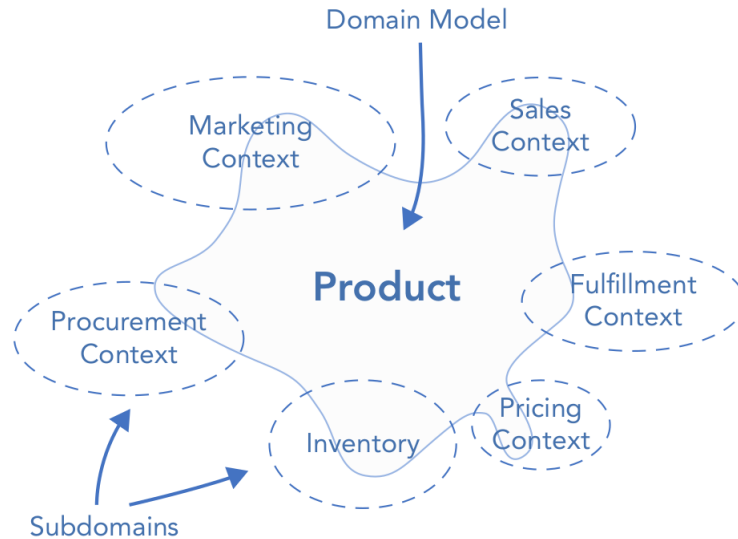 Domain Model
Marketing
Context
Sales
Context
Product
Fulfillment
Context
Procurement
Context
Pricing
Context
Inventory
Subdomains